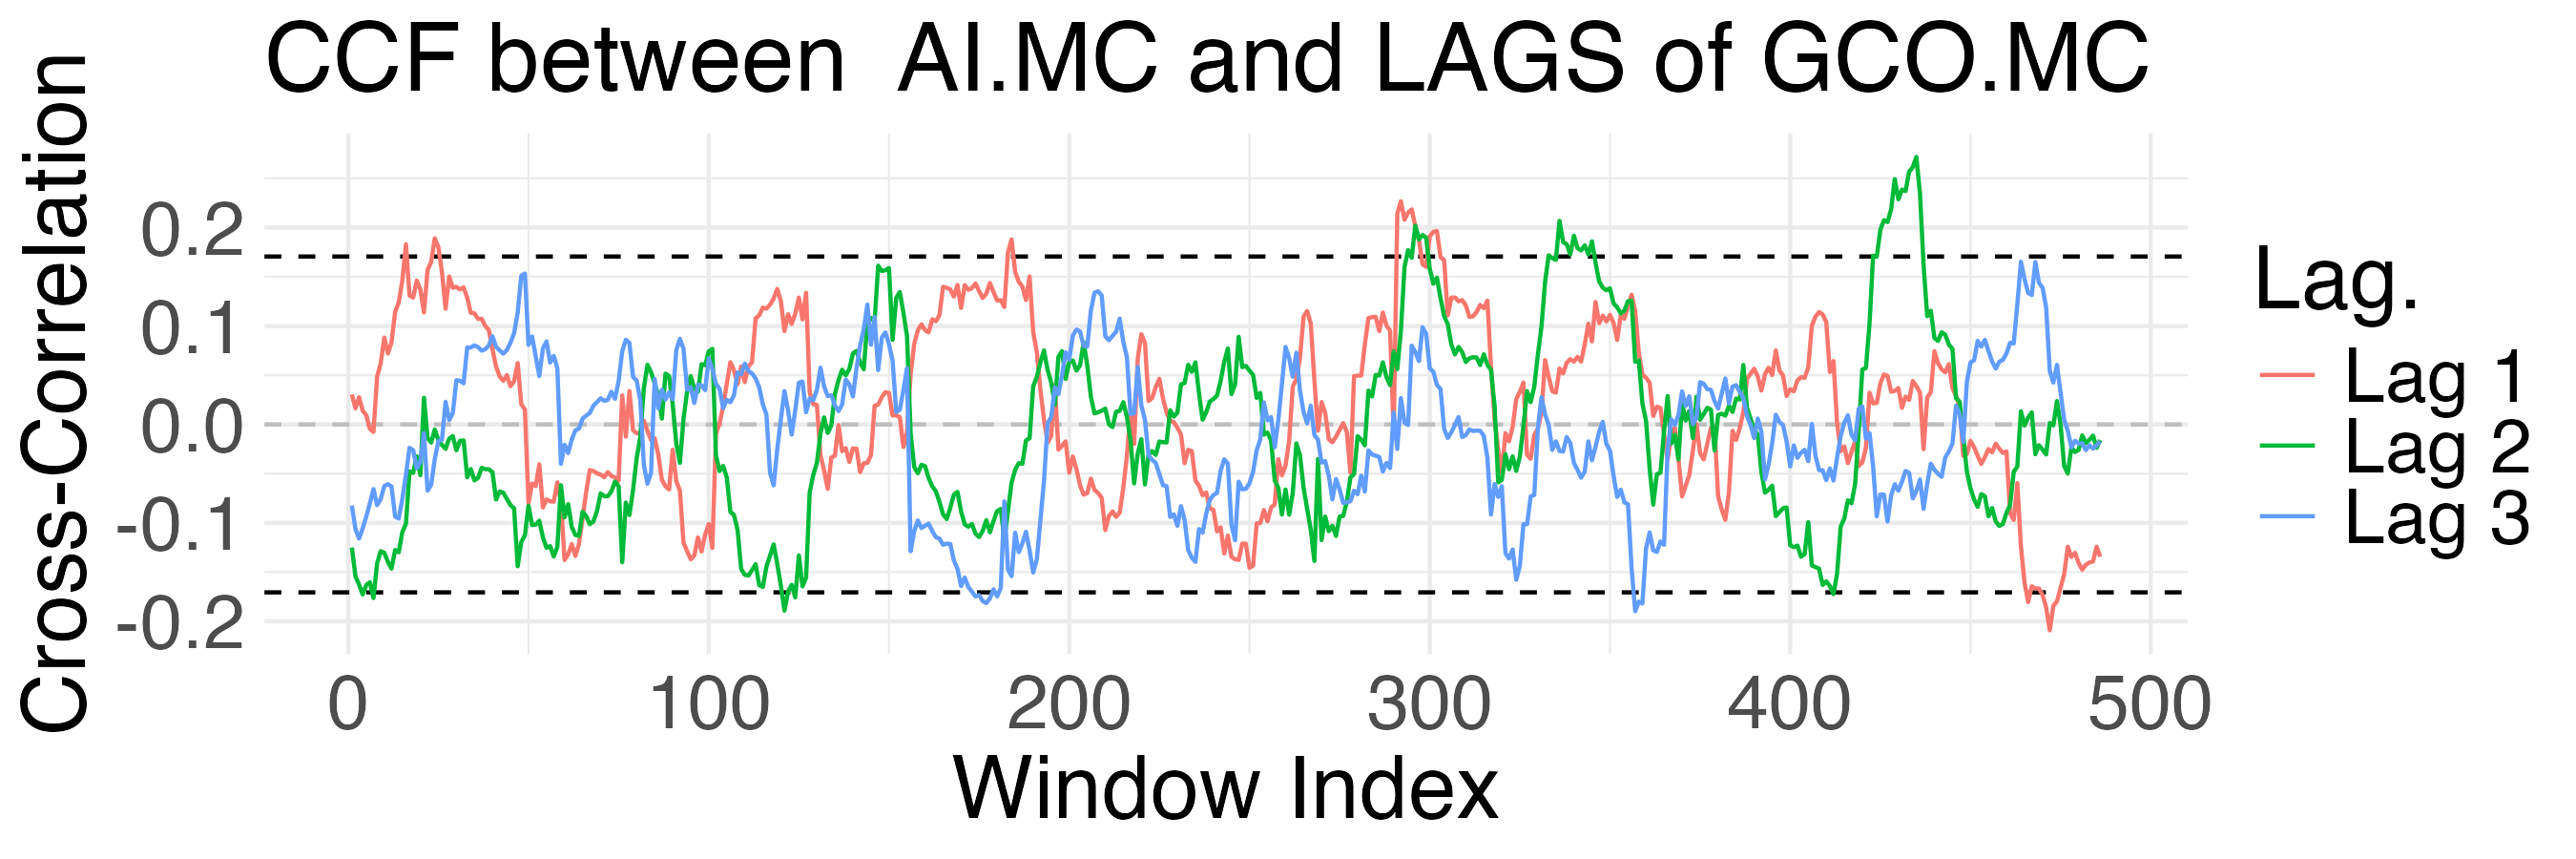 CCF between  AI.MC and LAGS of GCO.MC
Cross-Correlation
0.2
0.1
0.0
-0.1
-0.2
0 100 200 300 400 500
Window Index
Lag.
Lag 1
Lag 2
Lag 3